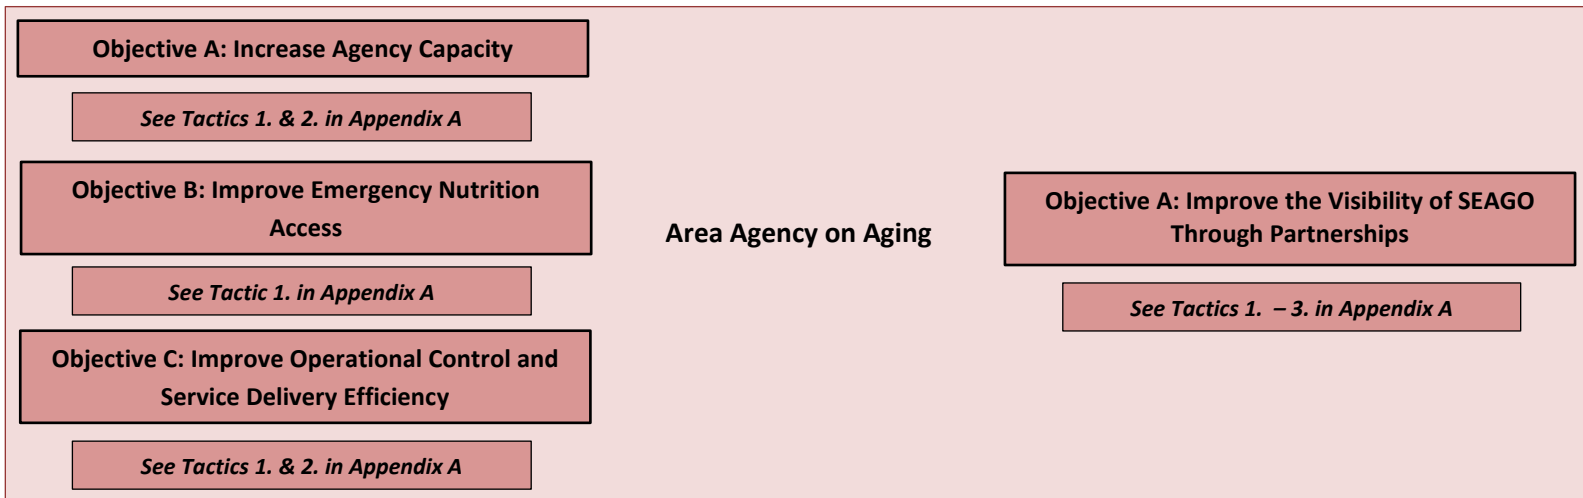 Objective A: Increase Agency Capacity
See Tactics 1. & 2. in Appendix A
Objective B: Improve Emergency Nutrition
Access
See Tactic 1. in Appendix A
Objective C: Improve Operational Control and
Service Delivery Efficiency
See Tactics 1. & 2. in Appendix A
Area Agency on Aging
Objective A: Improve the Visibility of SEAGO
Through Partnerships
See Tactics 1. – 3. in Appendix A